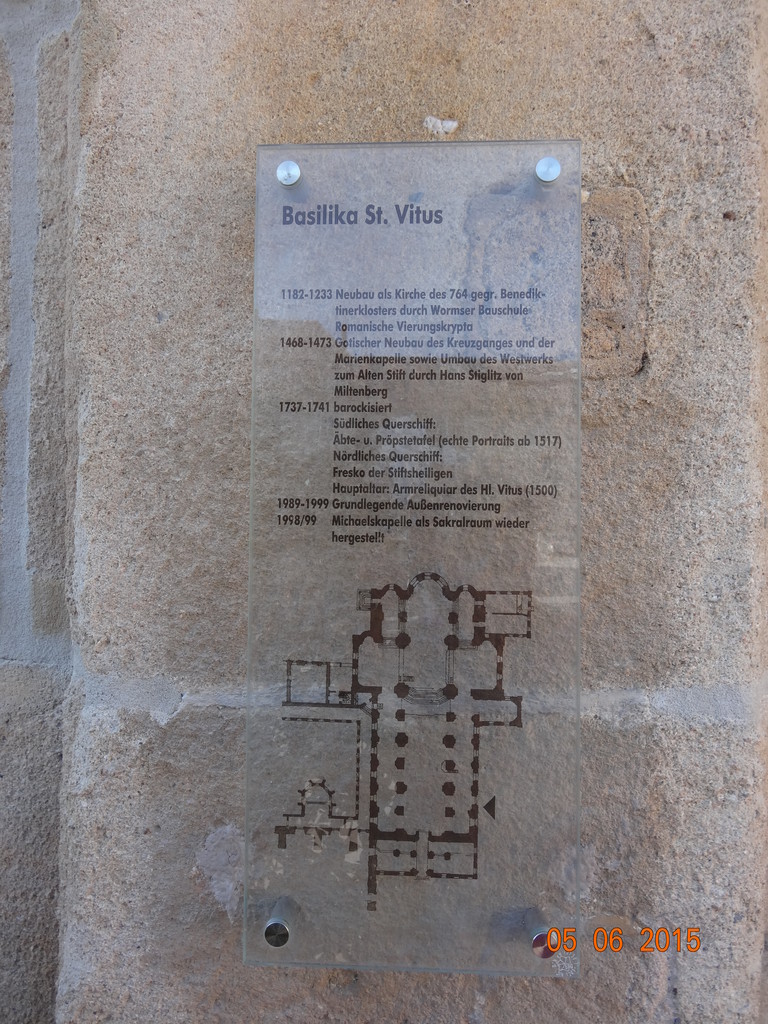 Basilika St. Vitus
1182-1233 Neubau als Kirche des 764 gegr. Benedik-
tinerklosters durch Wormser Bauschule
Romanische Vierungskrypta
1468-1473 Gotischer Neubau des Kreuzganges und der
Marienkapelle sowie Umbau des Westwerks
zum Alten Stift durch Hans Stiglitz von
Miltenberg
1737-1741 barockisiert
Südliches Querschiff:
Äbte- u. Pröpstetafel (echte Portraits ab 1517)
Nördliches Querschiff:
Fresko der Stiftsheiligen
Hauptaltar: Armreliquiar des Hl. Vitus (1500)
1989-1999 Grundlegende Außenrenovierung
1998/99 Michaelskapelle als Sakralraum wieder
hergestellt
05 06 2015